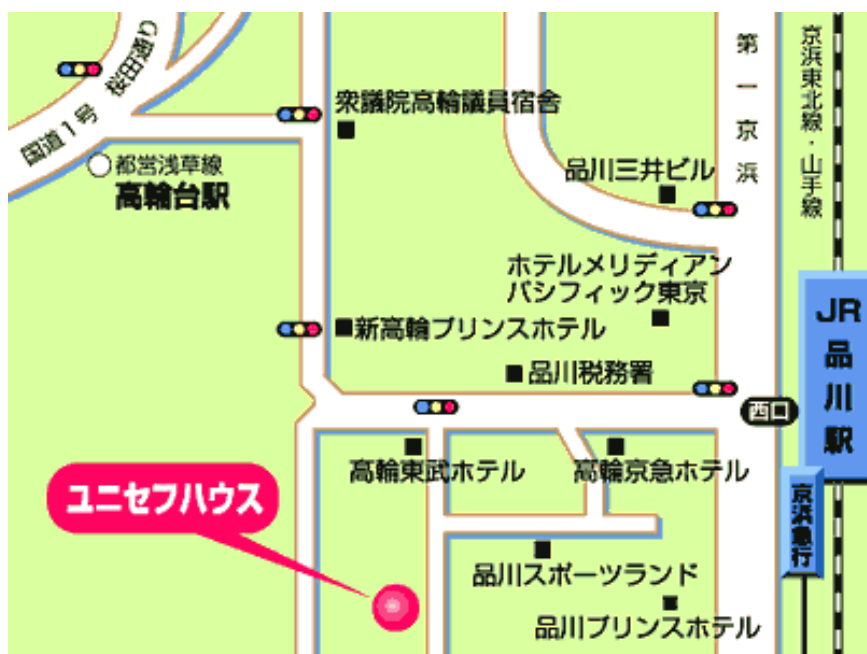 桜田通り
国道1号
第一京浜
京浜東北線・山手線
衆議院高輪議員宿舎
都営浅草線
高輪台駅
品川三井ビル
ホテルメリディアン
パシフィック東京
JR品川駅
新高輪プリンスホテル
品川税務署
西口
高輪東武ホテル
高輪京急ホテル
ユニセフハウス
京浜急行
品川スポーツランド
品川プリンスホテル